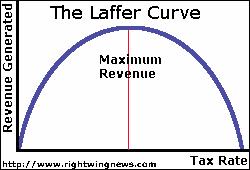 The Laffer Curve
Revenue Generated
Maximum
Revenue
http://www.rightwingnews.com
Tax Rate